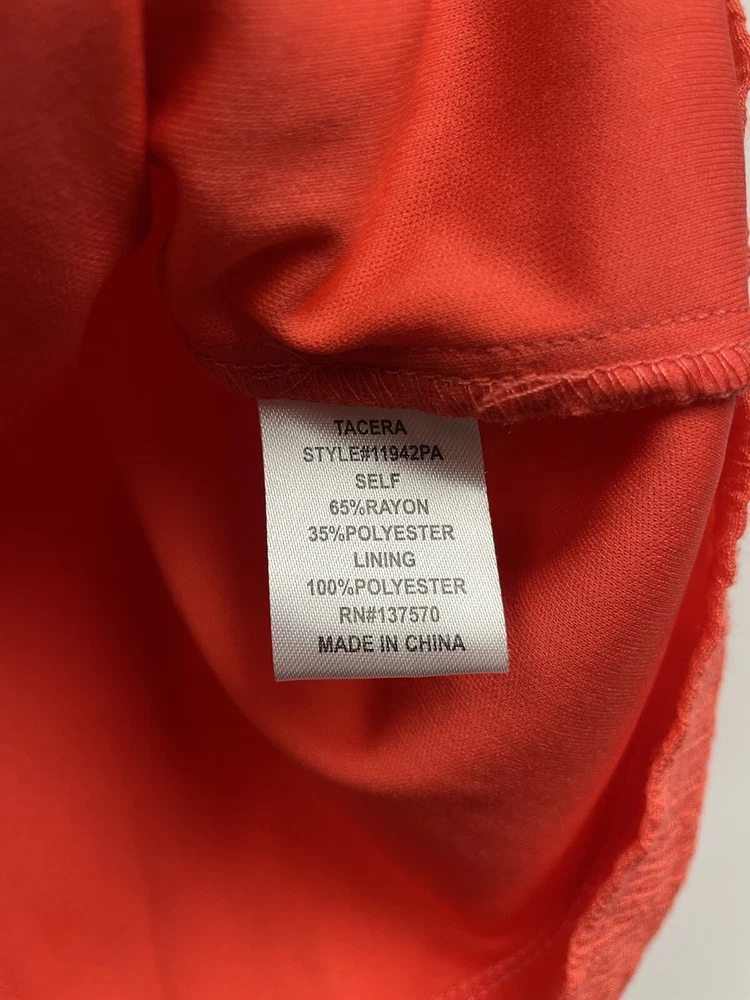 TACERA
STYLE#11942PA
SELF
65%RAYON
35%POLYESTER
LINING
100%POLYESTER
RN#137570
MADE IN CHINA